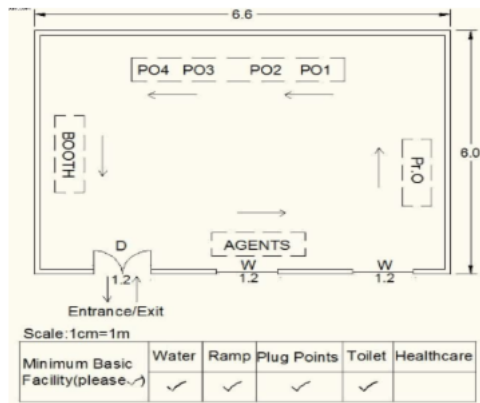 6.6
PO4 PO3 PO2 PO1
BOOTH
Pr.O
6.0
AGENTS
D
W
W
1.2
1.2
1.2
Entrance/Exit
Scale:1cm=1m
Minimum Basic Facility(please✓)
Water
Ramp
Plug Points
Toilet
Healthcare
✓
✓
✓
✓